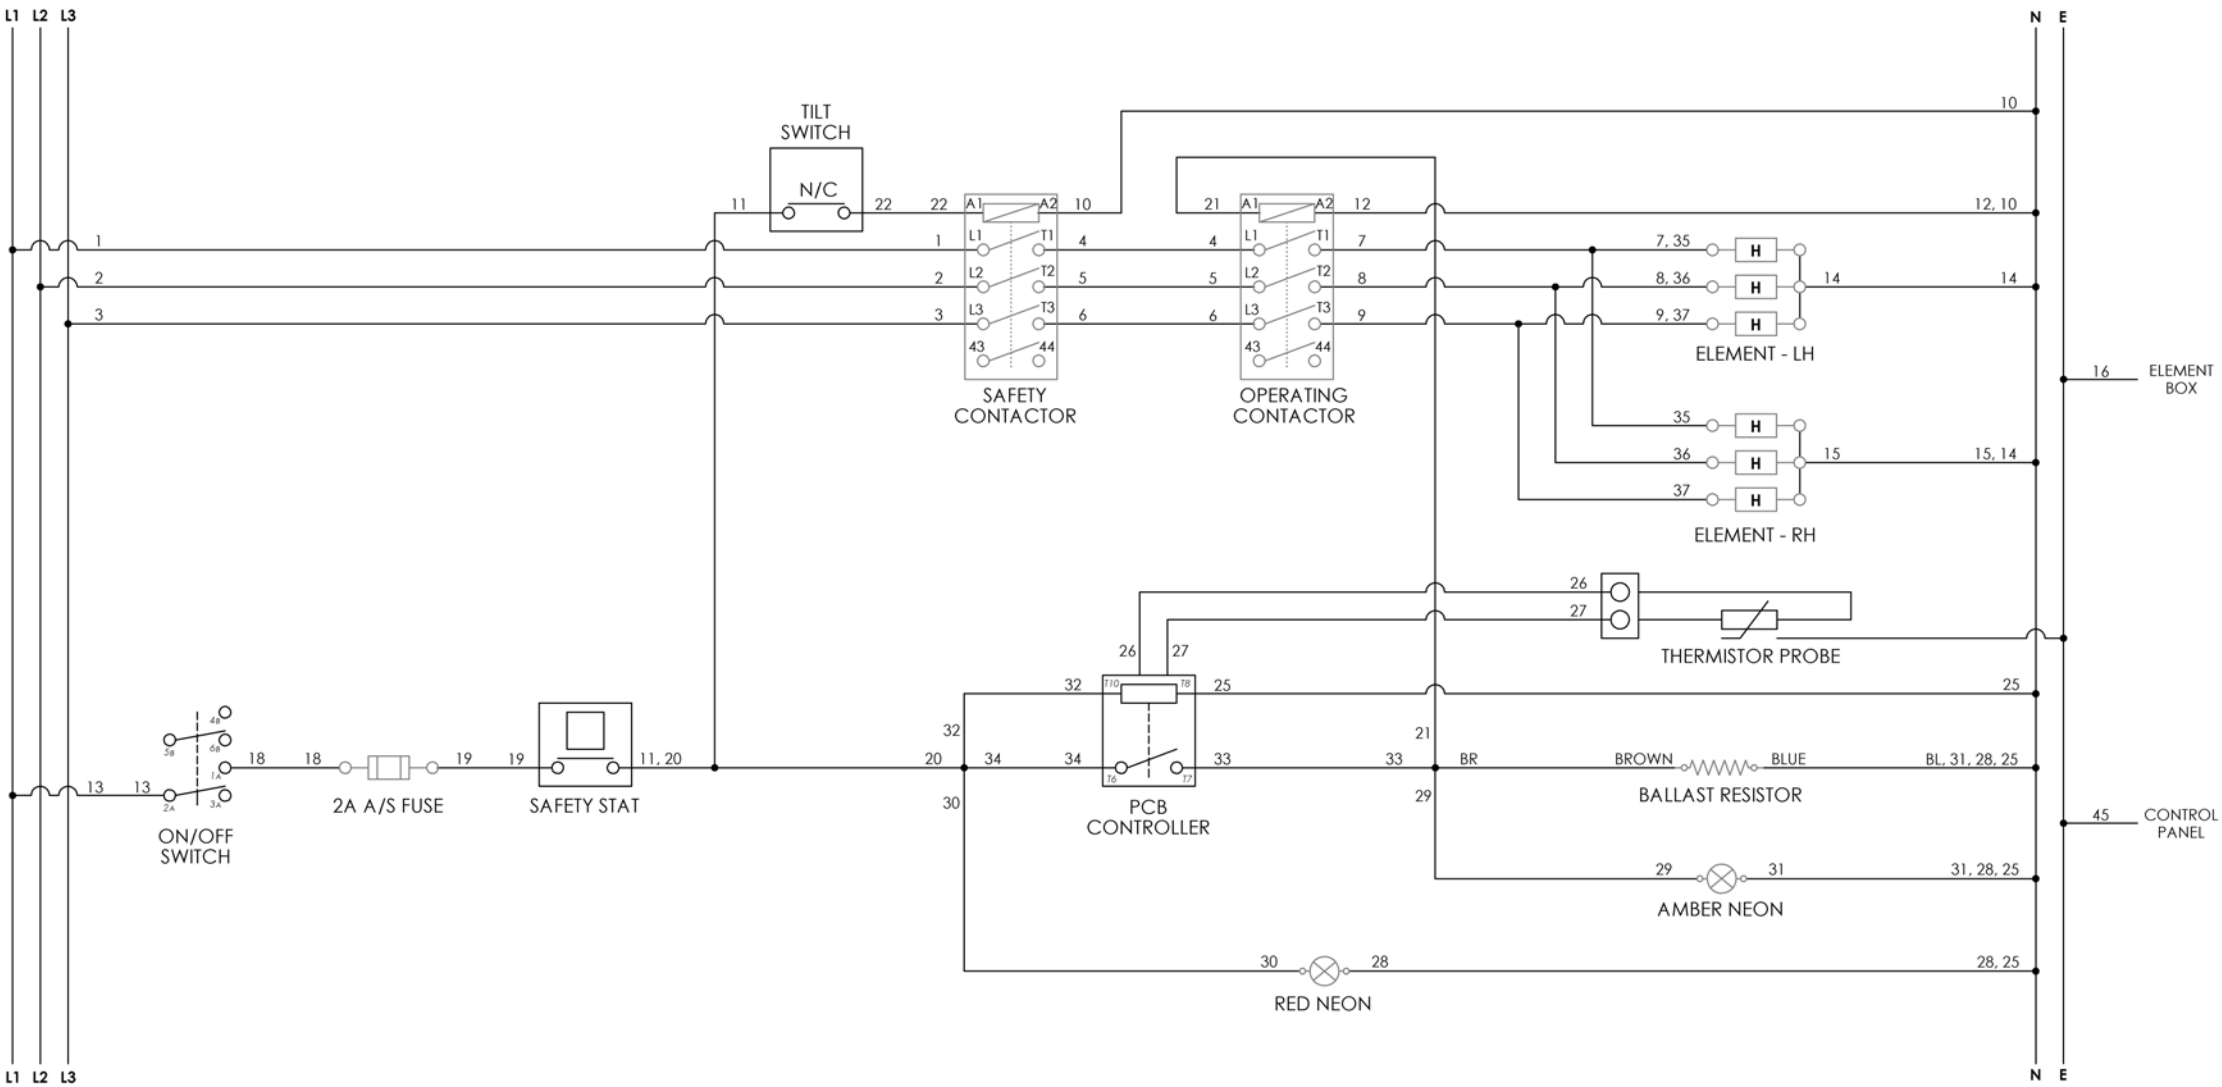 L1 L2 L3 N E
10
TILT
SWITCH
N/C
11 22 22 A1 A2 10 21 A1 A2 12 12, 10
1 1 L1 T1 4 4 L1 T1 7 7, 35 H
2 2 L2 T2 5 5 L2 T2 8 8, 36 H 14 14
3 3 L3 T3 6 6 L3 T3 9 9, 37 H
43 44 43 44
ELEMENT - LH
SAFETY
CONTACTOR
OPERATING
CONTACTOR
16 ELEMENT
BOX
35 H
36 H 15 15, 14
37 H
ELEMENT - RH
26
27
26 27
THERMISTOR PROBE
32 T10 T8 25 25
4B
5B 6B
32 21
18 18 19 19 11, 20 20 34 34 33 33 BR BROWN BLUE BL, 31, 28, 25
1A T6 T7
13 13
2A 3A
30 29
2A A/S FUSE
SAFETY STAT
PCB
CONTROLLER
BALLAST RESISTOR
ON/OFF
SWITCH
45 CONTROL
PANEL
29 31 31, 28, 25
AMBER NEON
30 28 28, 25
RED NEON
L1 L2 L3 N E